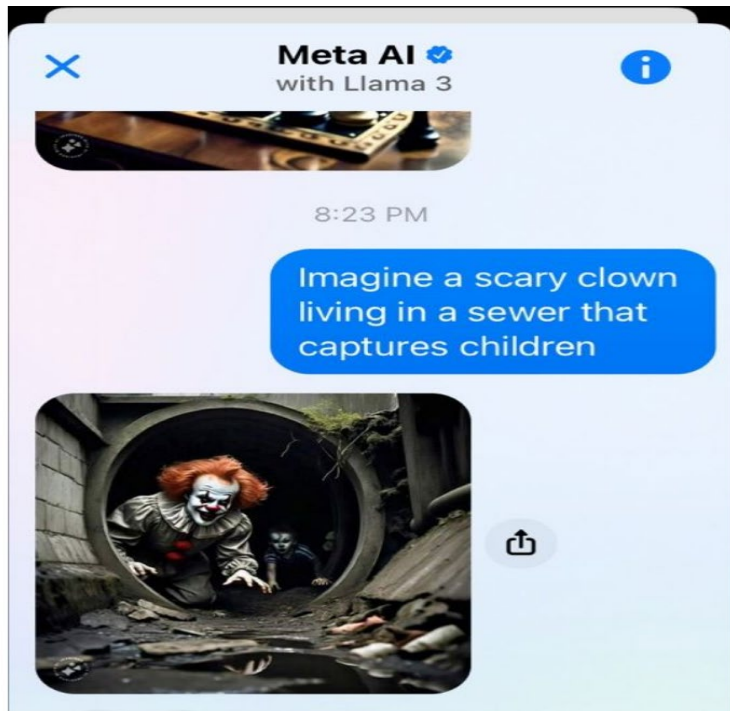 Meta AI
with Llama 3
8:23 PM
Imagine a scary clown
living in a sewer that
captures children